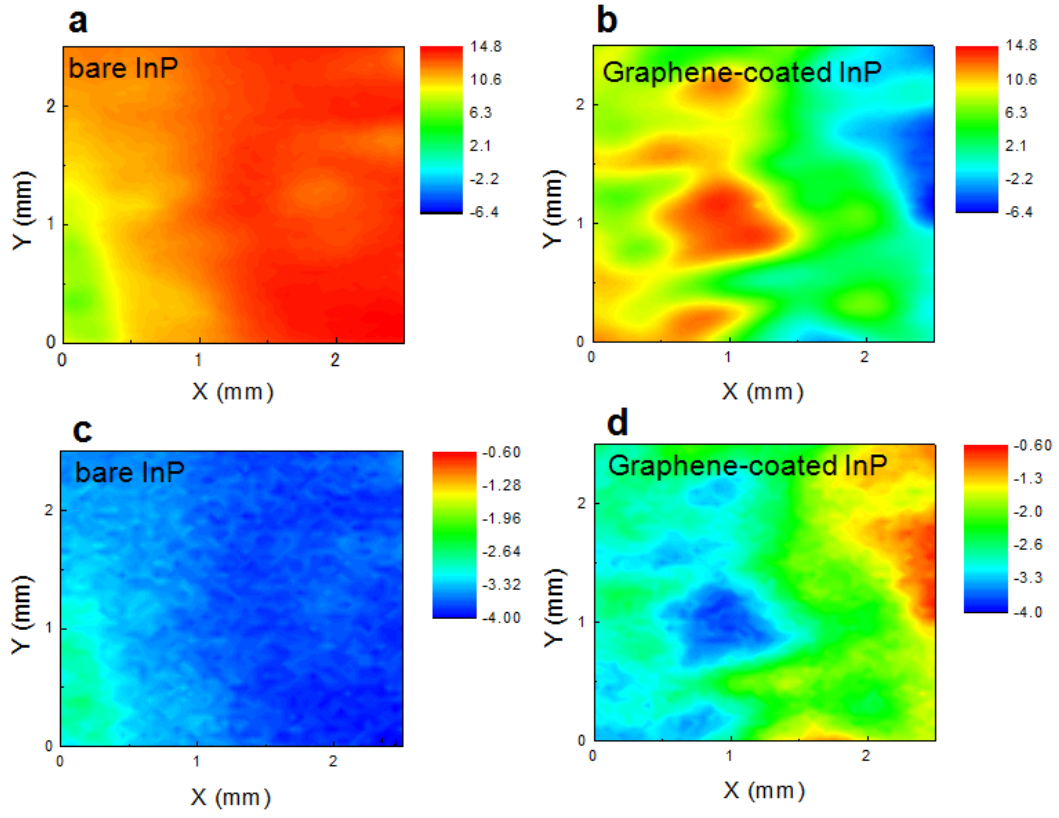 a
bare InP
14.8
10.6
6.3
2.1
-2.2
-6.4
Y (mm)
2
1
0
0 1 2
X (mm)
b
Graphene-coated InP
14.8
10.6
6.3
2.1
-2.2
-6.4
Y (mm)
2
1
0
0 1 2
X (mm)
c
bare InP
-0.60
-1.28
-1.96
-2.64
-3.32
-4.00
Y (mm)
2
1
0
0 1 2
X (mm)
d
Graphene-coated InP
-0.60
-1.3
-2.0
-2.6
-3.3
-4.0
Y (mm)
2
1
0
0 1 2
X (mm)